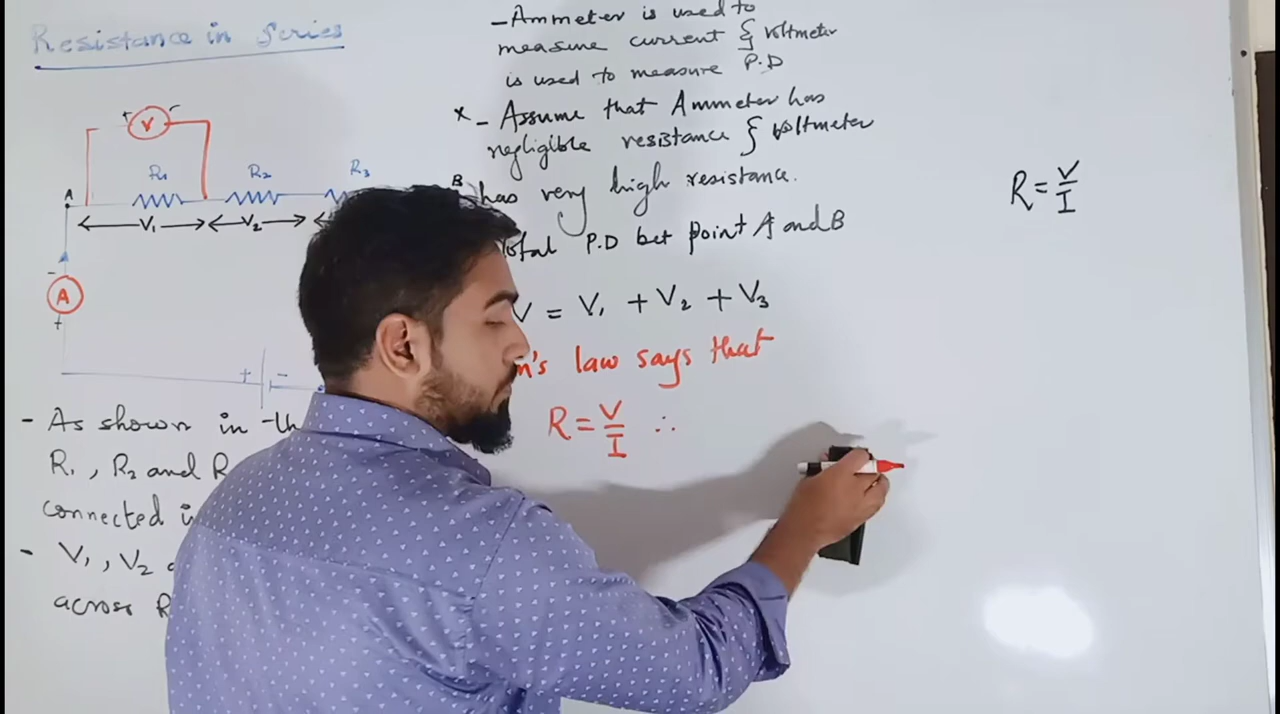 Resistance in Series
+ V -
R₁ R₂ R₃
A B
V₁ V₂
-
A
+
+ -
- As shown in
R₁, R₂ and R
connected
- V₁, V₂
across R
- Ammeter is used to
measure current & Voltmeter
is used to measure P.D
x - Assume that Ammeter has
negligible resistance & Voltmeter
has very high resistance.
Total P.D bet point A and B
V = V₁ + V₂ + V₃
m's law says that
R = V/I ∴
R = V/I